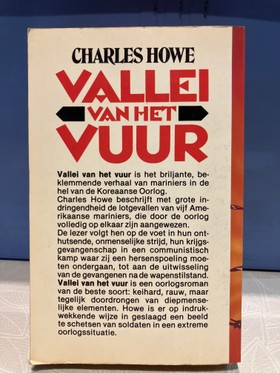 CHARLES HOWE
VALLEI
VAN HET
VUUR
Vallei van het vuur is het briljante, be-
klemmende verhaal van mariniers in de
hel van de Koreaanse Oorlog.
Charles Howe beschrijft met grote in-
dringendheid de lotgevallen van vijf Ame-
rikaanse mariniers, die door de oorlog
volledig op elkaar zijn aangewezen.
De lezer volgt hen op de voet in hun ont-
hutsende, onmenselijke strijd, hun krijgs-
gevangenschap in een communistisch
kamp waar zij een hersenspoeling moe-
ten ondergaan, tot aan de uitwisseling
van de gevangenen na de wapenstilstand.
Vallei van het vuur is een oorlogsroman
van de beste soort: keihard, rauw, maar
tegelijk doordrongen van diepmense-
lijke elementen. Howe is er op indruk-
wekkende wijze in geslaagd een beeld
te schetsen van soldaten in een extreme
oorlogssituatie.